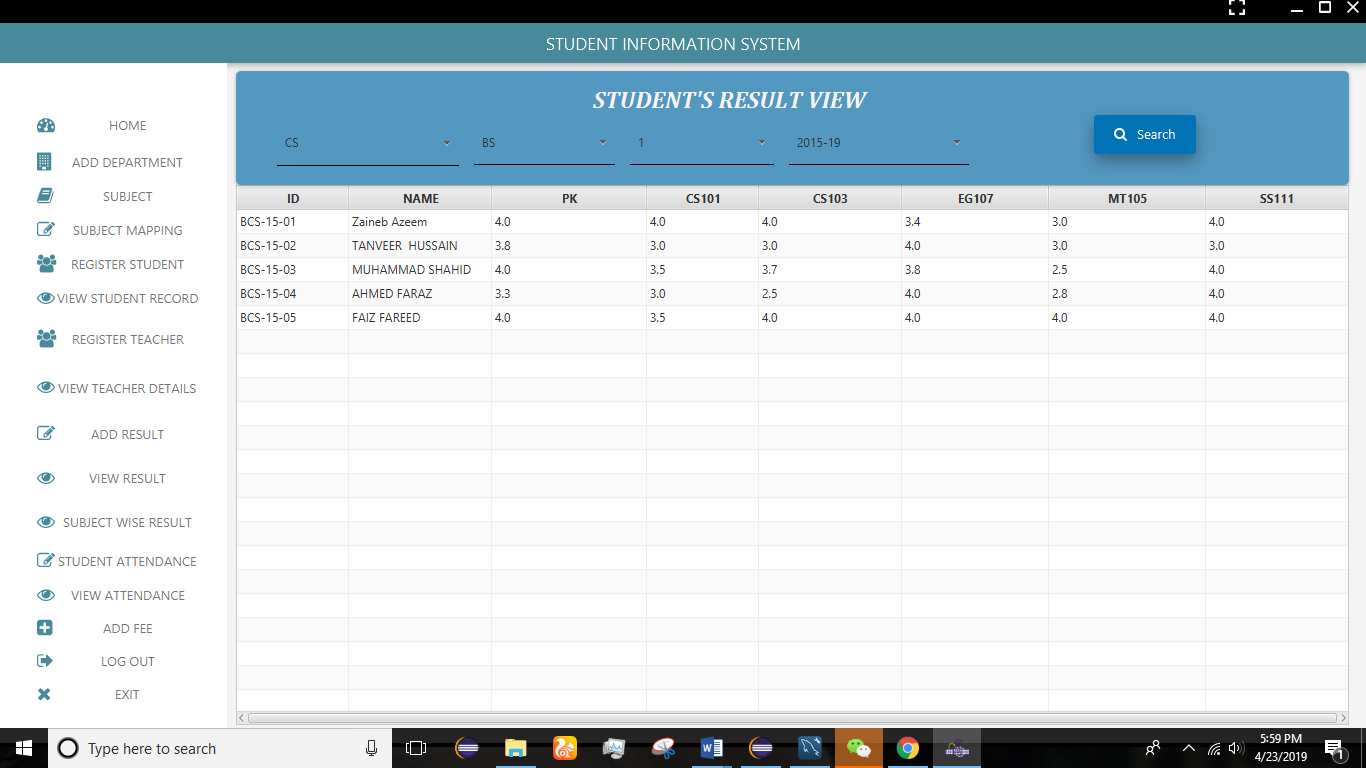 STUDENT INFORMATION SYSTEM
HOME
ADD DEPARTMENT
SUBJECT
SUBJECT MAPPING
REGISTER STUDENT
VIEW STUDENT RECORD
REGISTER TEACHER
VIEW TEACHER DETAILS
ADD RESULT
VIEW RESULT
SUBJECT WISE RESULT
STUDENT ATTENDANCE
VIEW ATTENDANCE
ADD FEE
LOG OUT
EXIT
STUDENT'S RESULT VIEW
CS BS 1 2015-19 Search
ID NAME PK CS101 CS103 EG107 MT105 SS111
BCS-15-01 Zaineb Azeem 4.0 4.0 4.0 3.4 3.0 4.0
BCS-15-02 TANVEER HUSSAIN 3.8 3.0 3.0 4.0 3.0 3.0
BCS-15-03 MUHAMMAD SHAHID 4.0 3.5 3.7 3.8 2.5 4.0
BCS-15-04 AHMED FARAZ 3.3 3.0 2.5 4.0 2.8 4.0
BCS-15-05 FAIZ FAREED 4.0 3.5 4.0 4.0 4.0 4.0
Type here to search
5:59 PM
4/23/2019
1